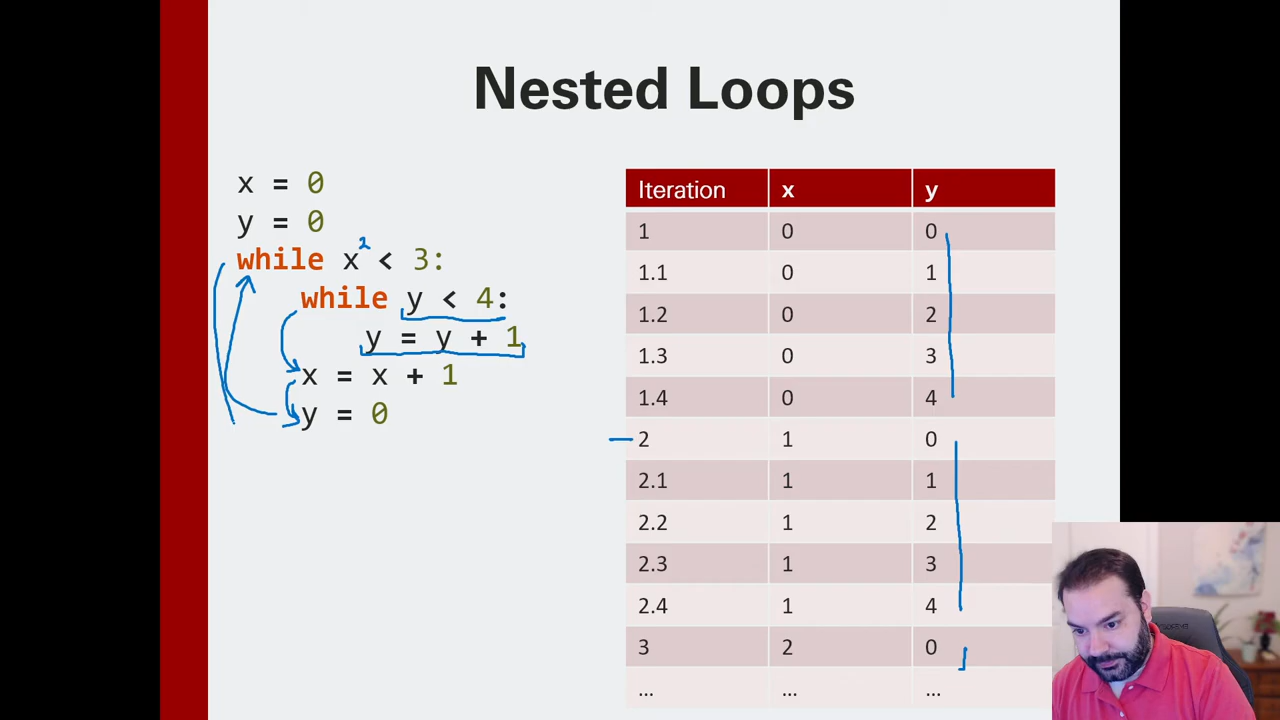 Nested Loops
x = 0
y = 0
while x² < 3:
while y < 4:
y = y + 1
x = x + 1
y = 0
Iteration x y
1 0 0
1.1 0 1
1.2 0 2
1.3 0 3
1.4 0 4
2 1 0
2.1 1 1
2.2 1 2
2.3 1 3
2.4 1 4
3 2 0
... ... ...